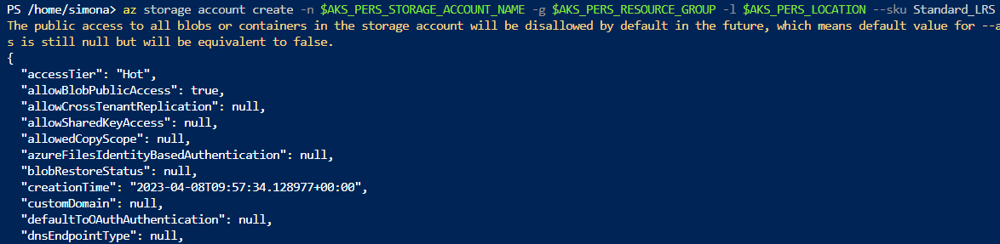 PS /home/simona> az storage account create -n $AKS_PERS_STORAGE_ACCOUNT_NAME -g $AKS_PERS_RESOURCE_GROUP -l $AKS_PERS_LOCATION --sku Standard_LRS
The public access to all blobs or containers in the storage account will be disallowed by default in the future, which means default value for --a
s is still null but will be equivalent to false.
{
  "accessTier": "Hot",
  "allowBlobPublicAccess": true,
  "allowCrossTenantReplication": null,
  "allowSharedKeyAccess": null,
  "allowedCopyScope": null,
  "azureFilesIdentityBasedAuthentication": null,
  "blobRestoreStatus": null,
  "creationTime": "2023-04-08T09:57:34.128977+00:00",
  "customDomain": null,
  "defaultToOAuthAuthentication": null,
  "dnsEndpointType": null,